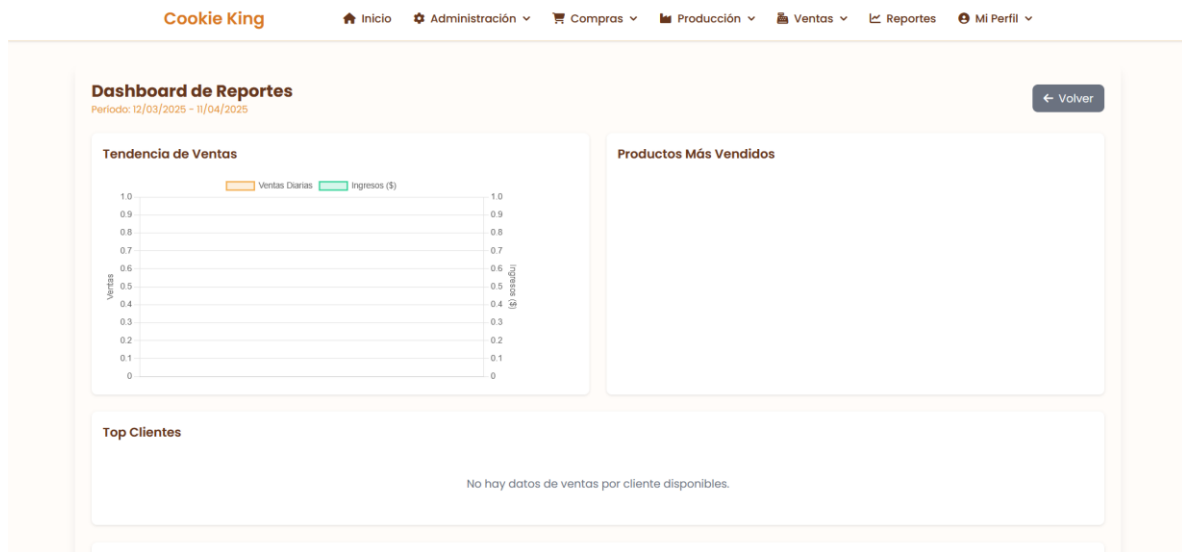 Cookie King
Inicio
Administración
Compras
Producción
Ventas
Reportes
Mi Perfil
Dashboard de Reportes
Periodo: 12/03/2025 - 11/04/2025
← Volver
Tendencia de Ventas
Ventas Diarias
Ingresos ($)
1.0
0.9
0.8
0.7
0.6
0.5
0.4
0.3
0.2
0.1
0
Ventas
1.0
0.9
0.8
0.7
0.6
0.5
0.4
0.3
0.2
0.1
0
Ingresos ($)
Productos Más Vendidos
Top Clientes
No hay datos de ventas por cliente disponibles.